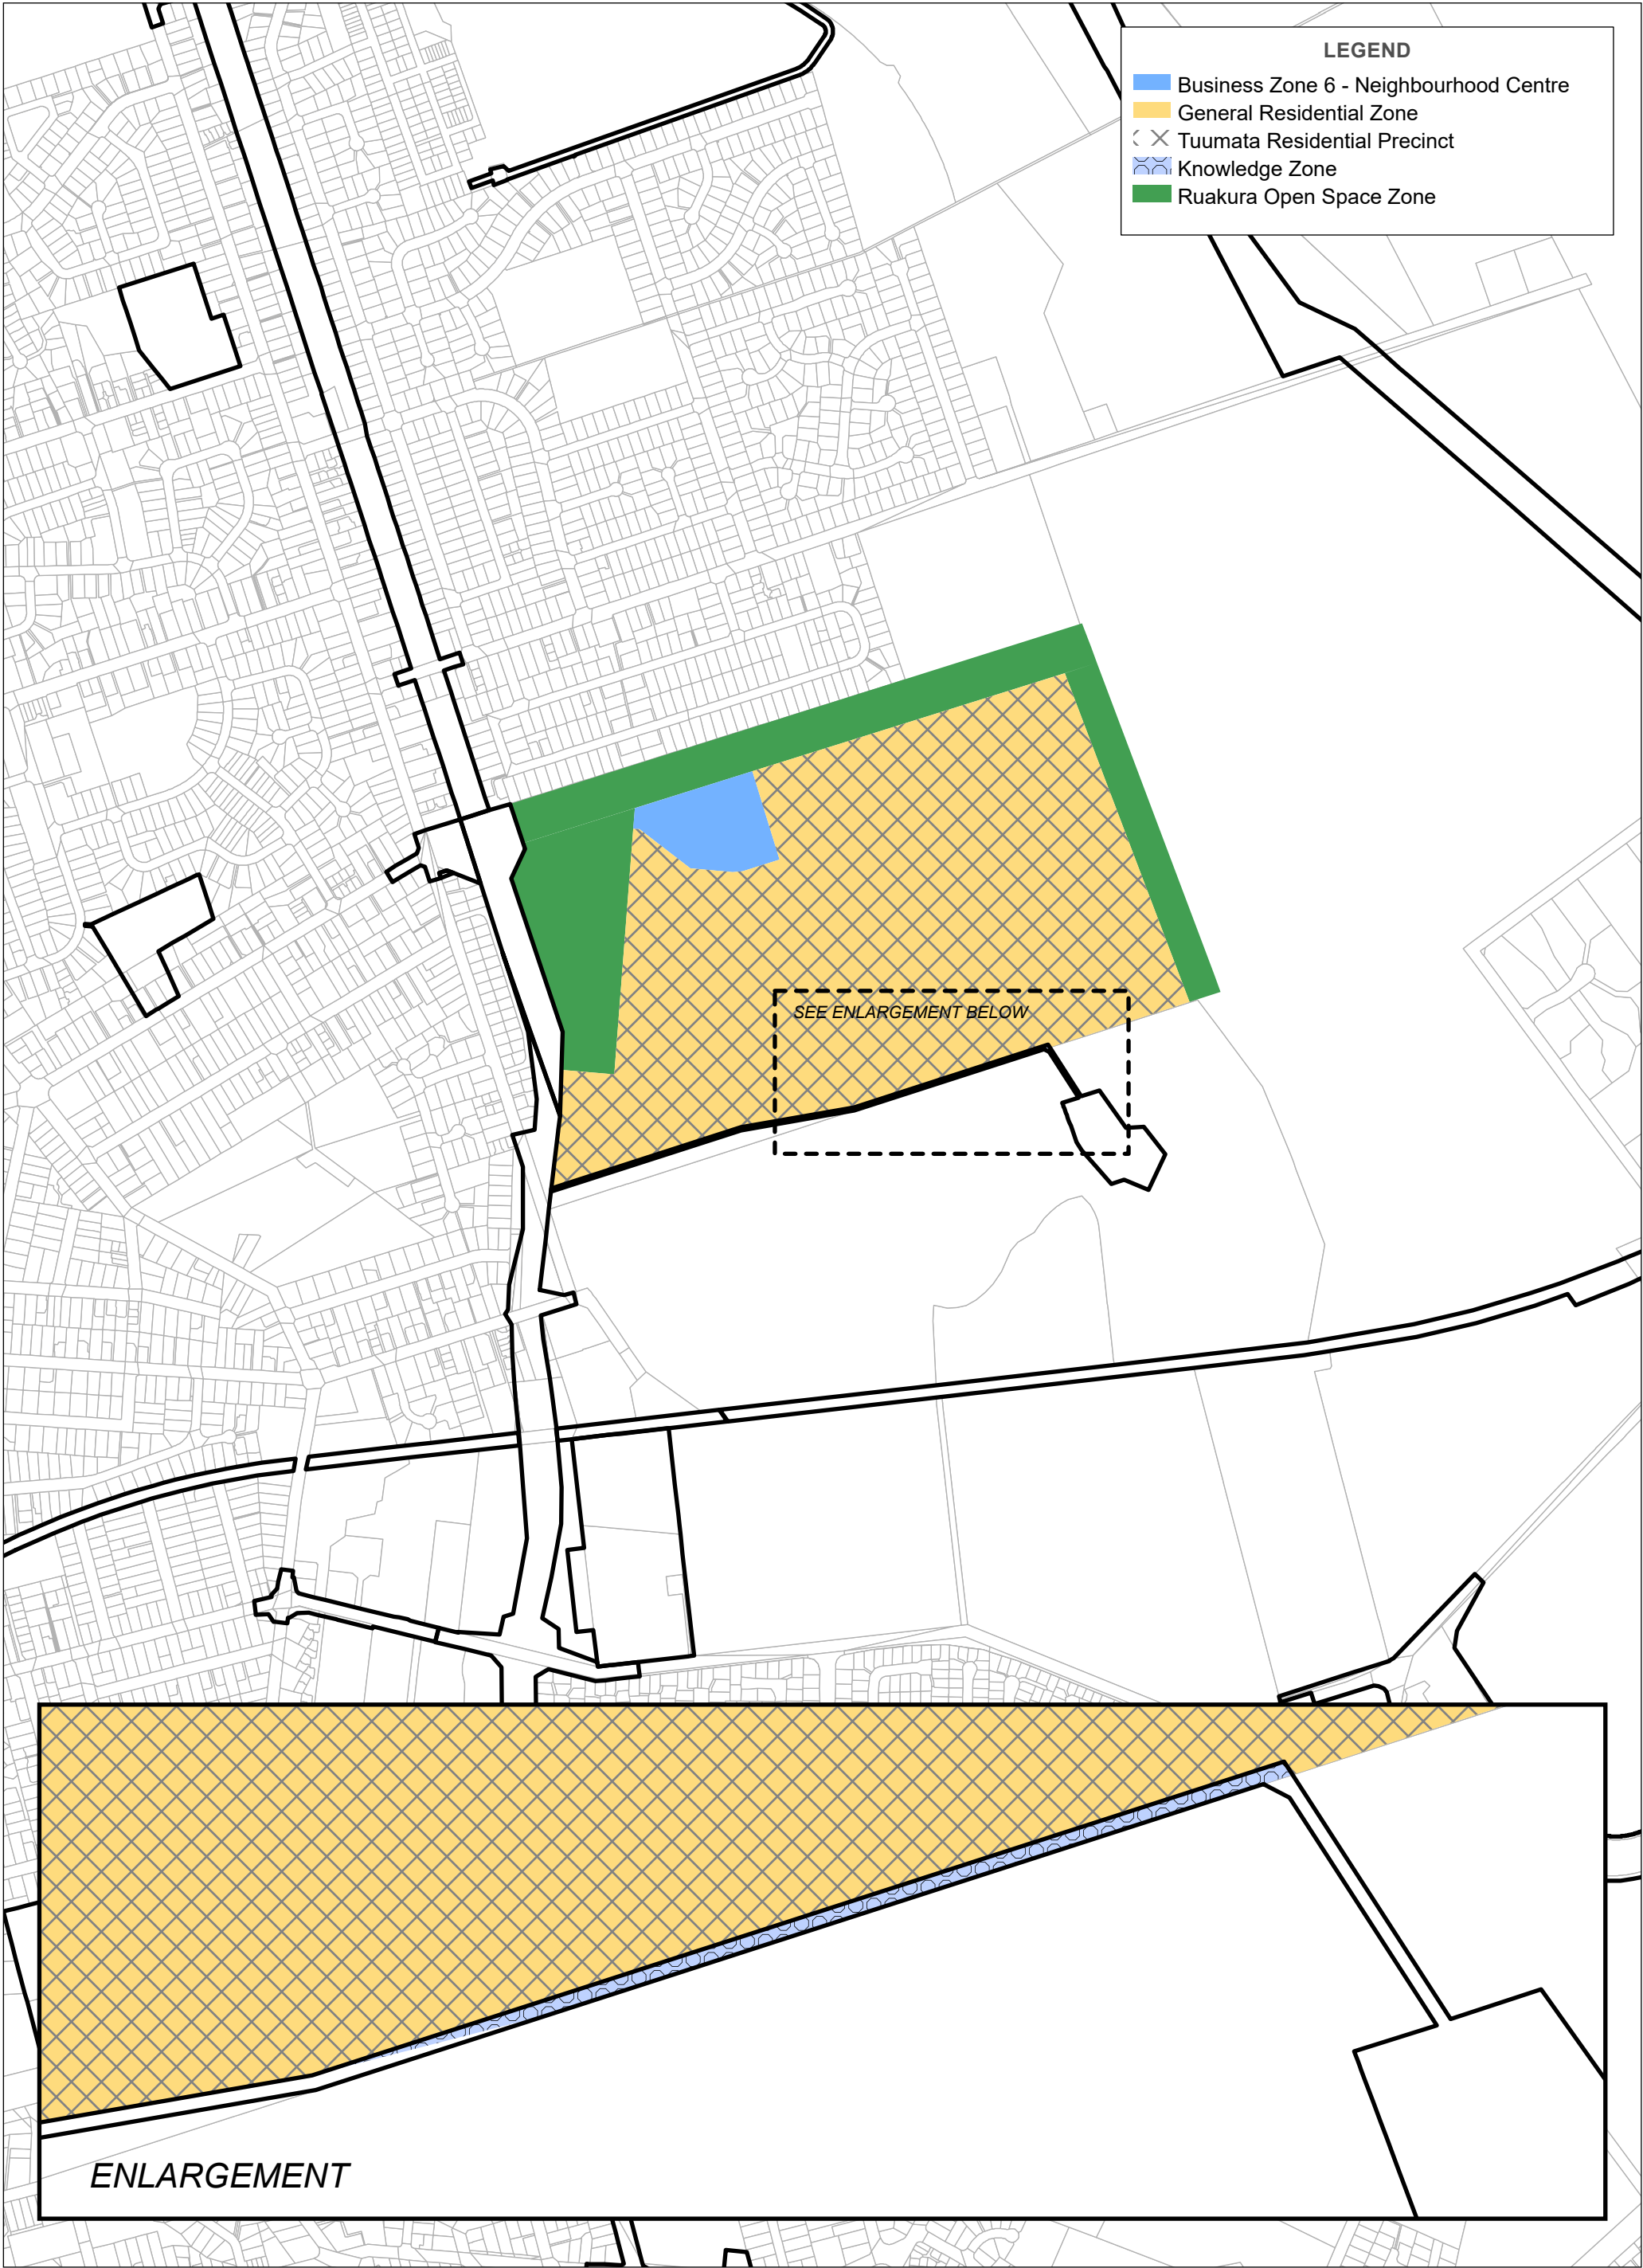 LEGEND
Business Zone 6 - Neighbourhood Centre
General Residential Zone
Tuumata Residential Precinct
Knowledge Zone
Ruakura Open Space Zone
SEE ENLARGEMENT BELOW
ENLARGEMENT